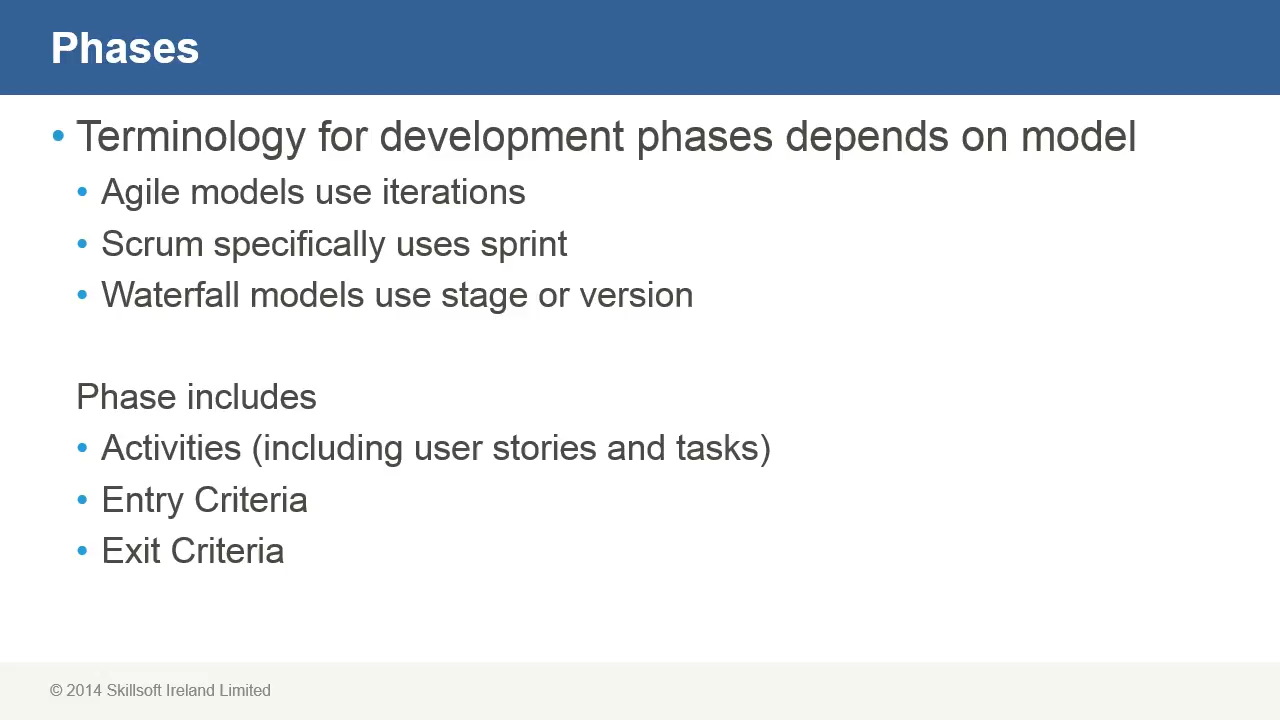 Phases
• Terminology for development phases depends on model
• Agile models use iterations
• Scrum specifically uses sprint
• Waterfall models use stage or version
Phase includes
• Activities (including user stories and tasks)
• Entry Criteria
• Exit Criteria
© 2014 Skillsoft Ireland Limited